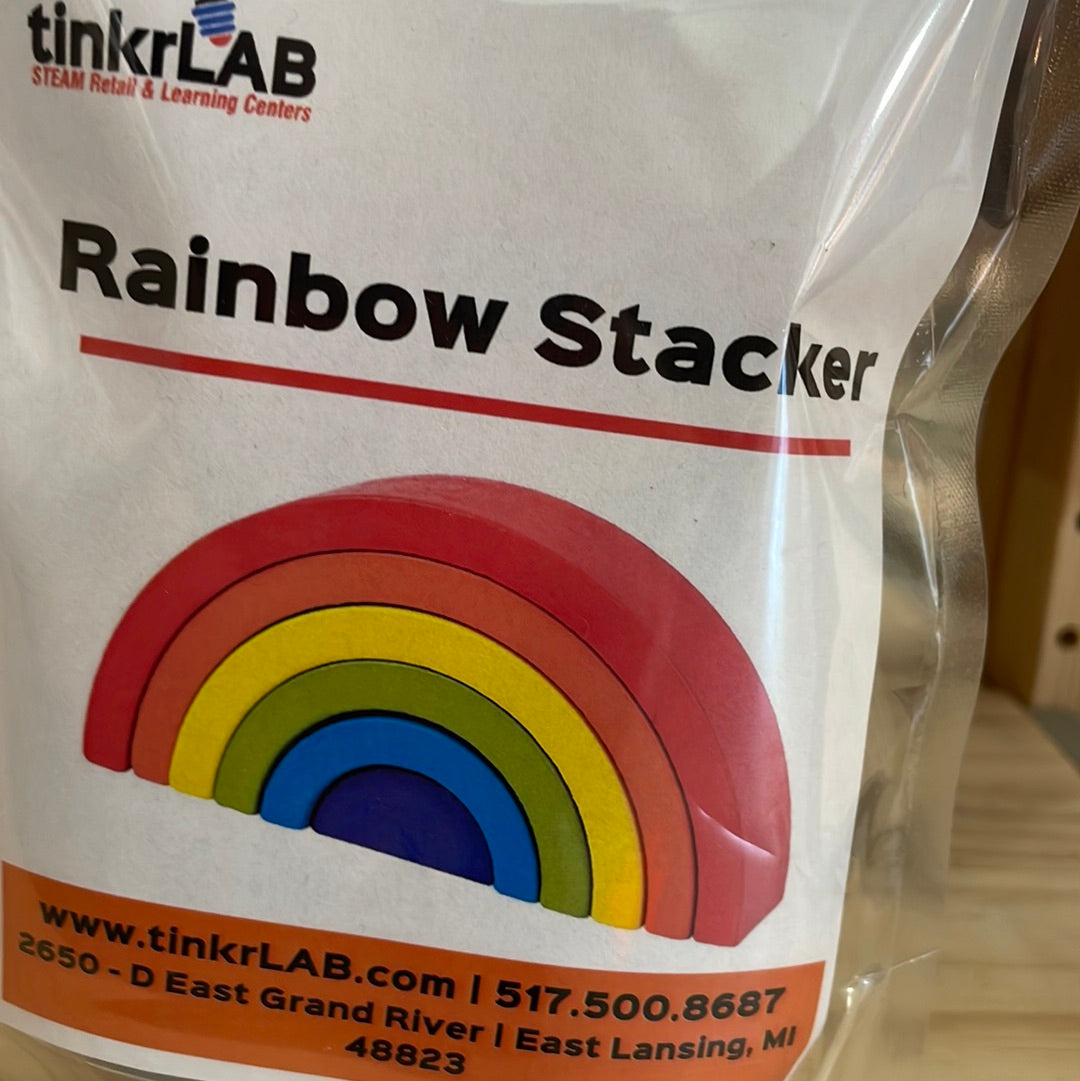 tinkrLAB
STEAM Retail & Learning Centers
Rainbow Stacker
www.tinkrLAB.com | 517.500.8687
2650 - D East Grand River | East Lansing, MI
48823